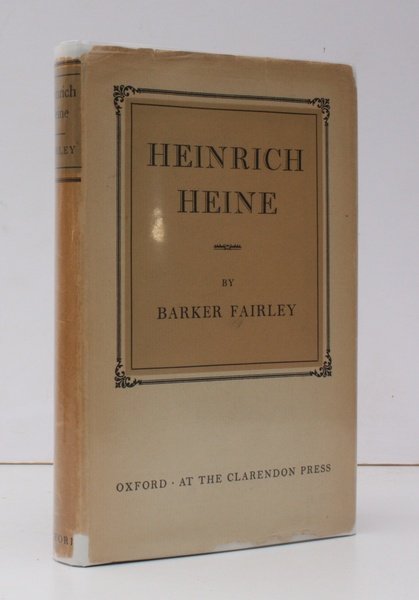 HEINRICH
HEINE
BY
BARKER FAIRLEY
OXFORD · AT THE CLARENDON PRESS